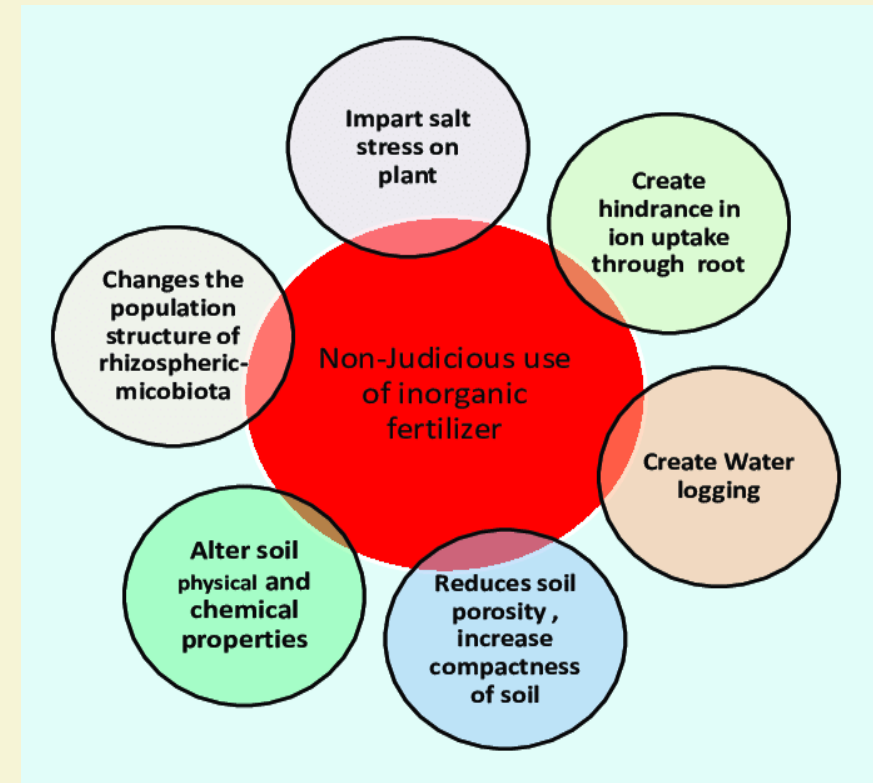 Impart salt
stress on
plant
Create
hindrance in
ion uptake
through root
Changes the
population
structure of
rhizospheric-
micobiota
Non-Judicious use
of inorganic
fertilizer
Create Water
logging
Alter soil
physical and
chemical
properties
Reduces soil
porosity ,
increase
compactness
of soil